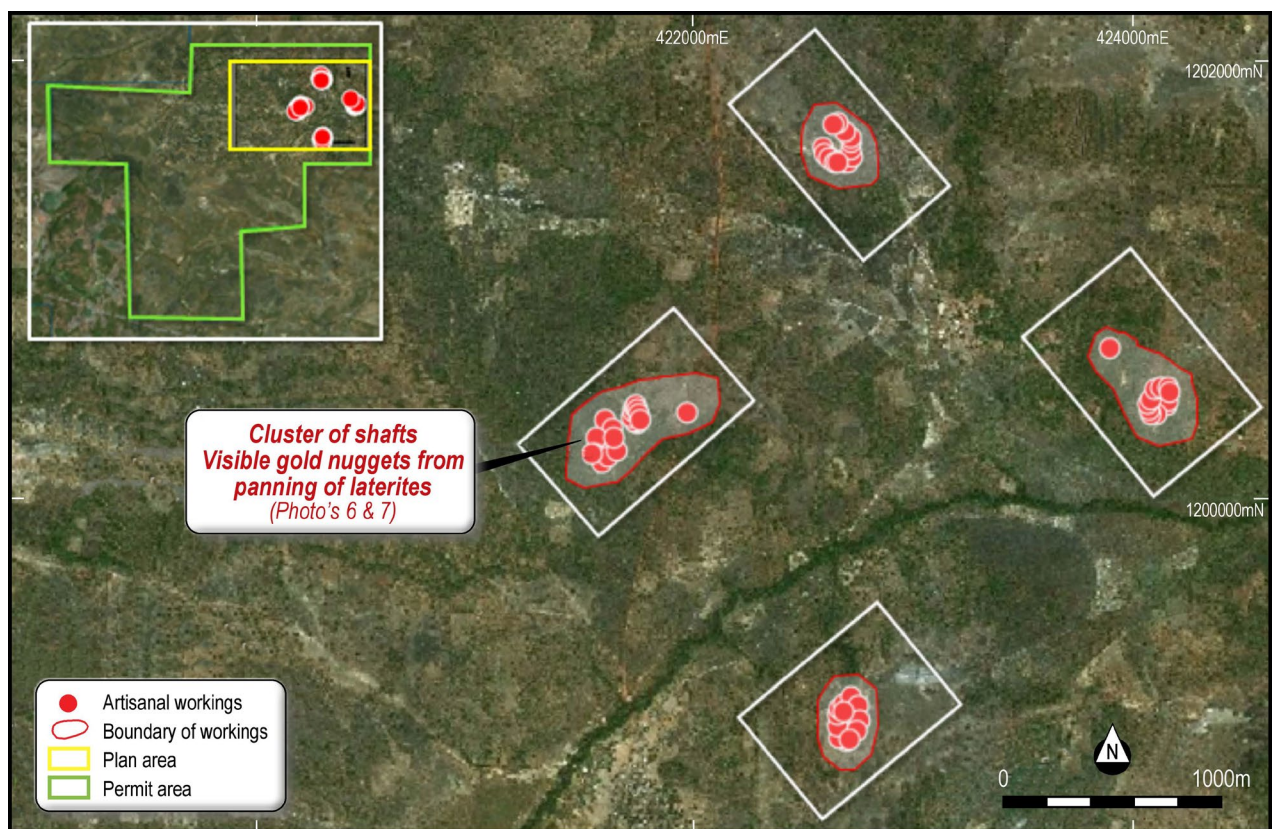 422000mE
424000mE
1202000mN
Cluster of shafts
Visible gold nuggets from
panning of laterites
(Photo's 6 & 7)
1200000mN
Artisanal workings
Boundary of workings
Plan area
Permit area
N
0 1000m